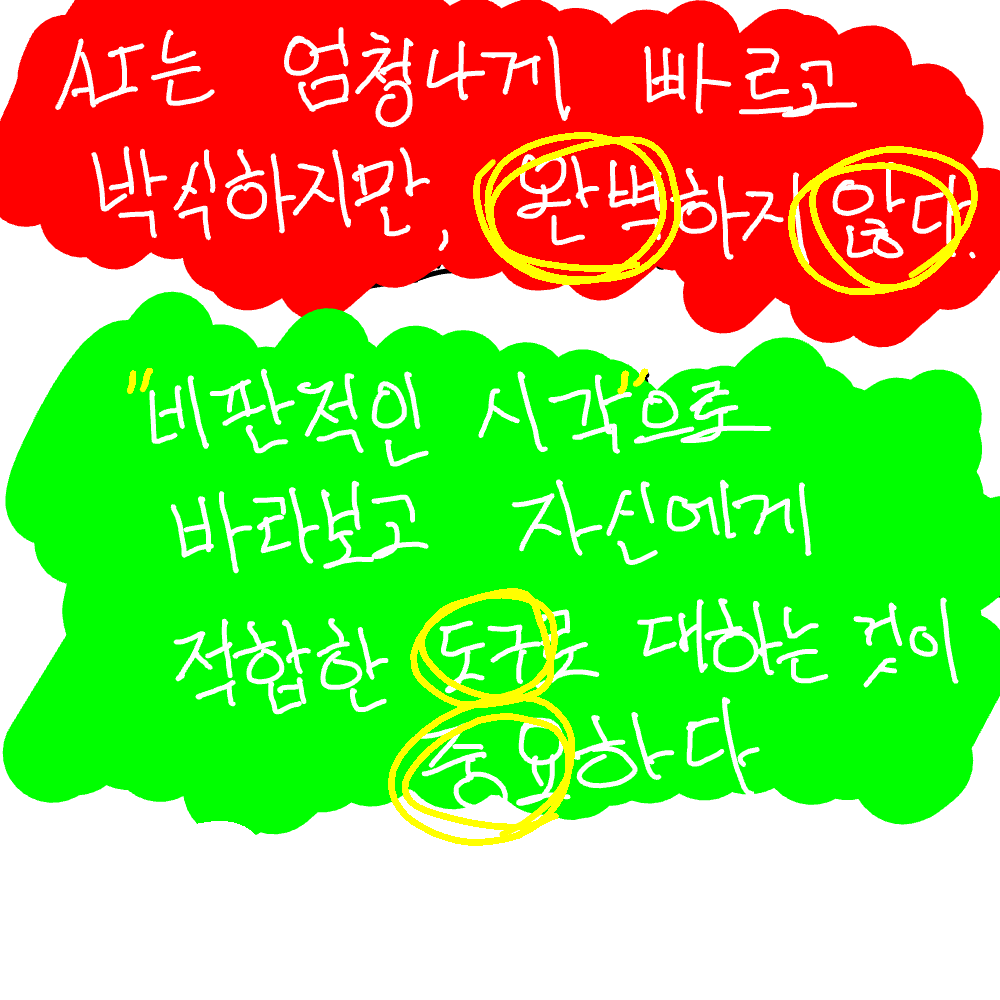 AI는 엄청나게 빠르고
박식하지만, 완벽하지 않다.
"비판적인 시각"으로
바라보고 자신에게
적합한 도구로 대하는 것이
중요하다